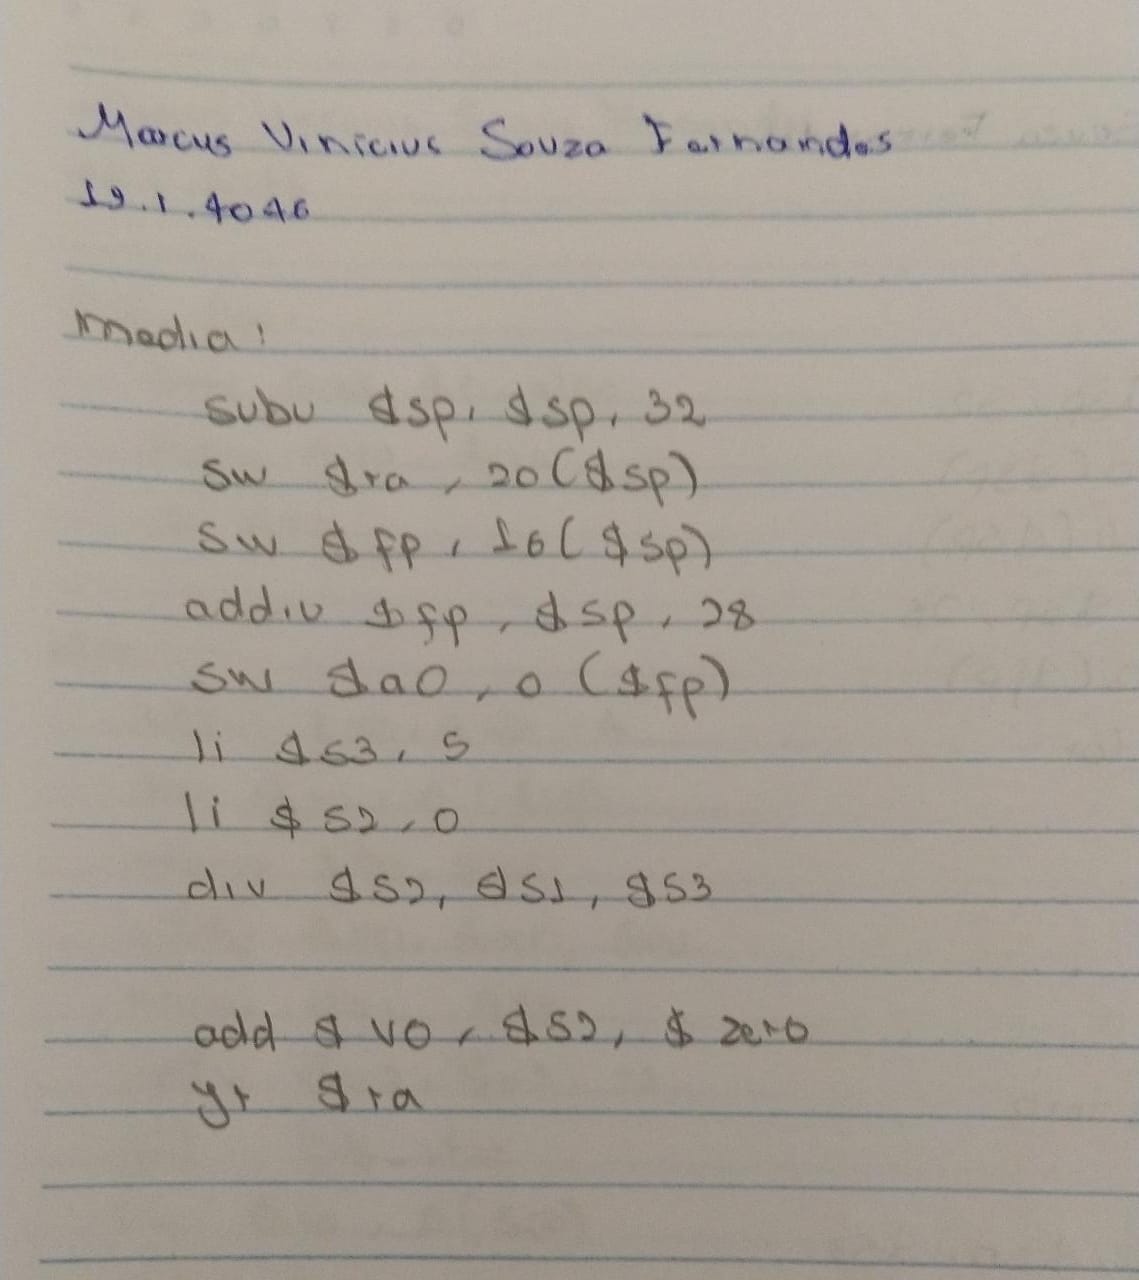 Marcus Vinicius Souza Fernandes
19.1.4046
media:
subu $sp, $sp, 32
sw $ra, 20($sp)
sw $fp, 16($sp)
addiu $fp, $sp, 28
sw $a0, 0($fp)
li $s3, 5
li $s2, 0
div $s2, $s1, $s3
add $v0, $s2, $zero
jr $ra